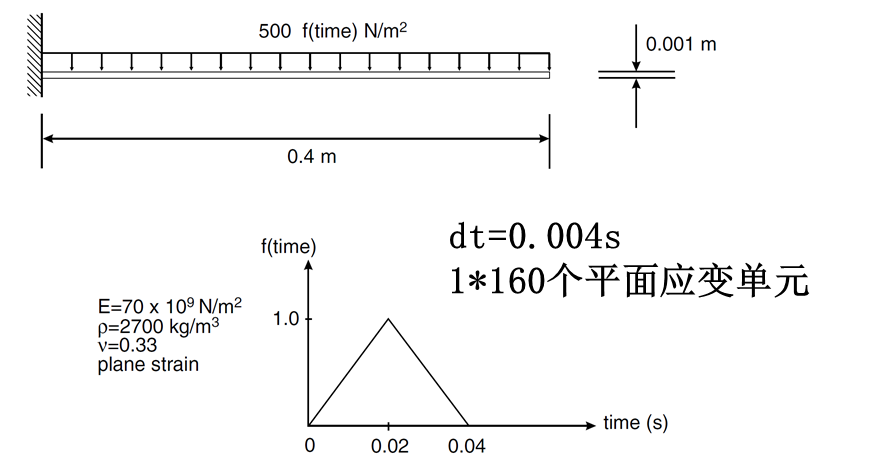 500 f(time) N/m²
0.001 m
0.4 m
dt=0.004s
1*160个平面应变单元
f(time)
E=70 x 10⁹ N/m²
ρ=2700 kg/m³
ν=0.33
plane strain
1.0
time (s)
0
0.02
0.04